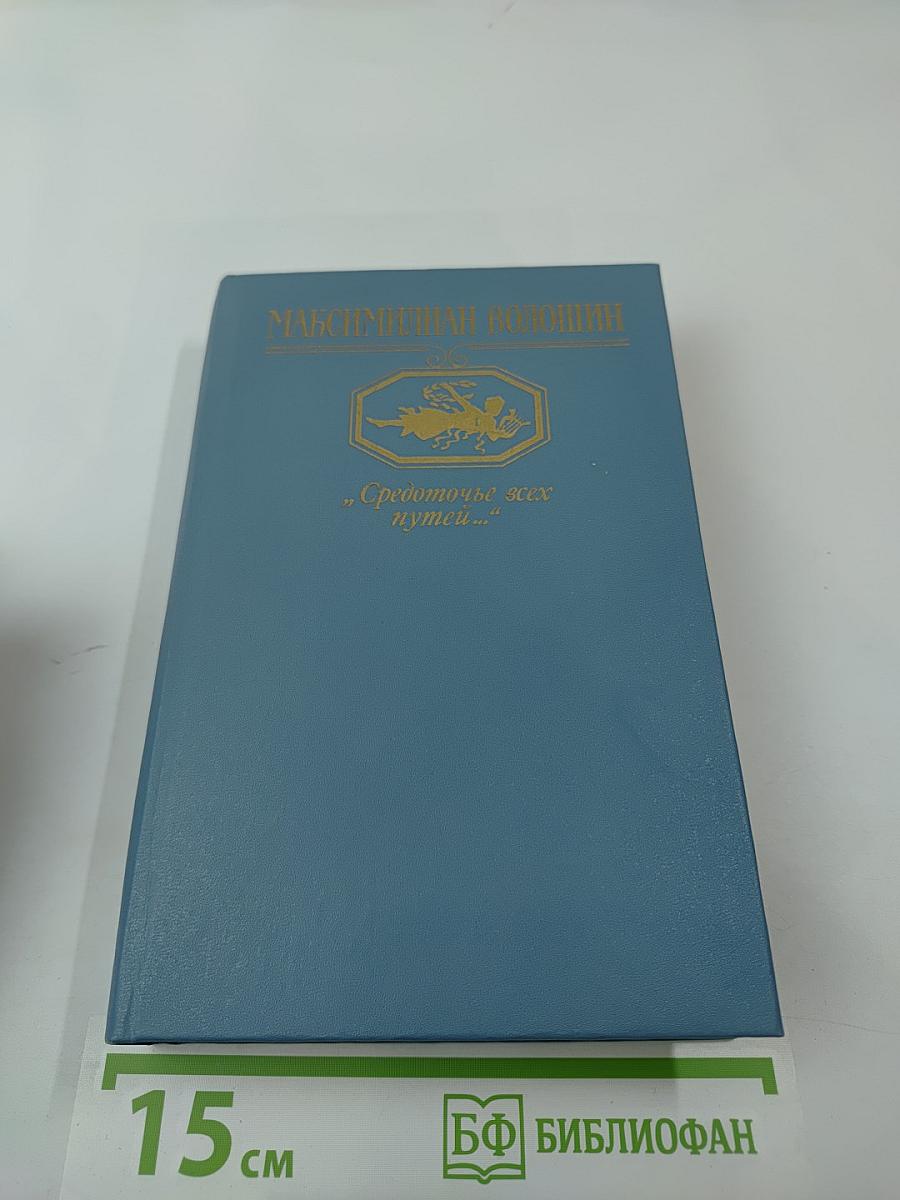 МАКСИМИЛИАН ВОЛОШИН
„Средоточье всех
путей..."
15 см
БФ БИБЛИОФАН